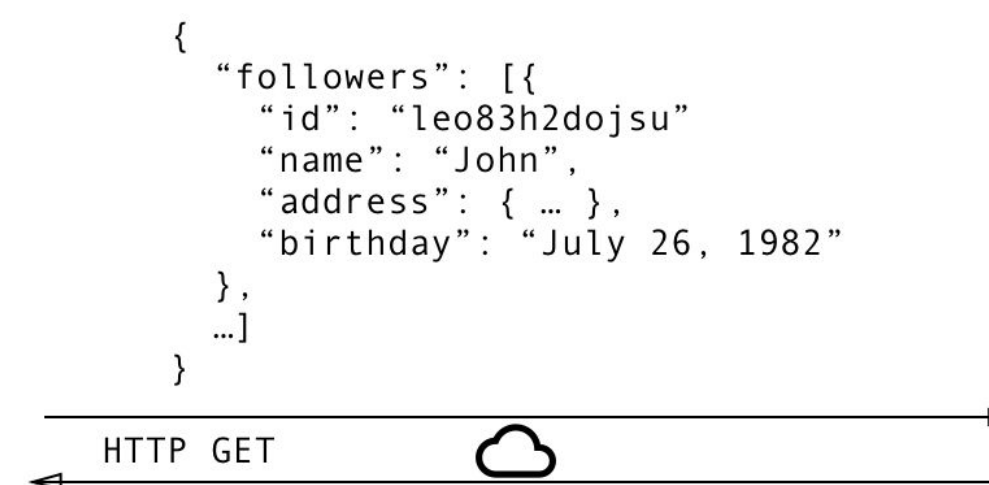 {
“followers”: [{
“id”: “leo83h2dojsu”
“name”: “John”,
“address”: { … },
“birthday”: “July 26, 1982”
},
…]
}
HTTP GET